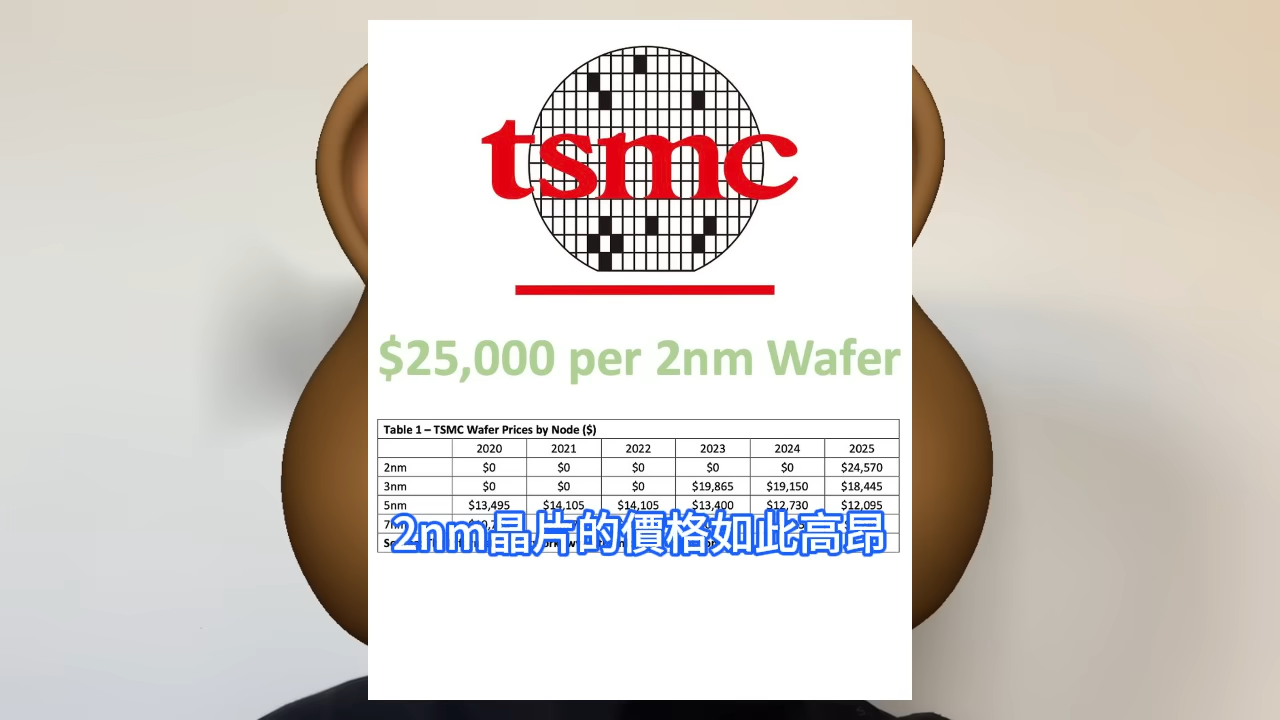 tsmc
$25,000 per 2nm Wafer
Table 1 – TSMC Wafer Prices by Node ($)
2020 2021 2022 2023 2024 2025
2nm $0 $0 $0 $0 $0 $24,570
3nm $0 $0 $0 $19,865 $19,150 $18,445
5nm $13,495 $14,105 $14,105 $13,400 $12,730 $12,095
2nm晶片的價格如此高昂